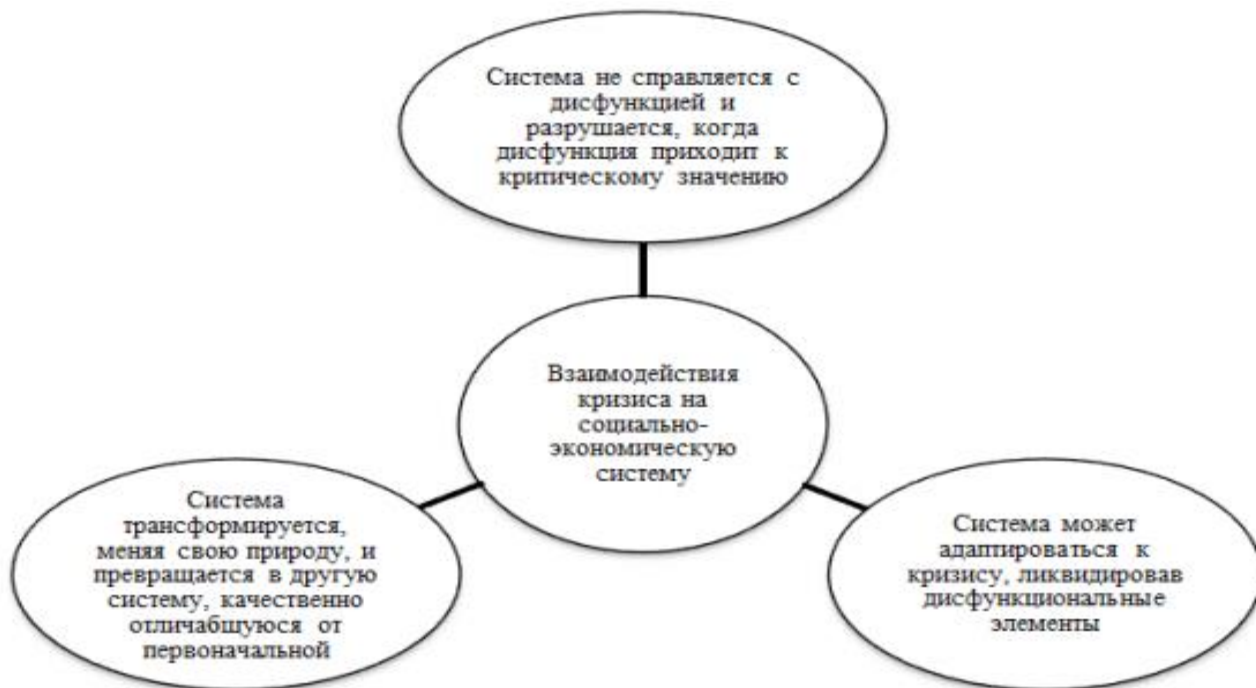 Система не справляется с
дисфункцией и
разрушается, когда
дисфункция приходит к
критическому значению
Взаимодействия
кризиса на
социально-
экономическую
систему
Система
трансформируется,
меняя свою природу, и
превращается в другую
систему, качественно
отличабщуюся от
первоначальной
Система может
адаптироваться к
кризису, ликвидировав
дисфункциональные
элементы